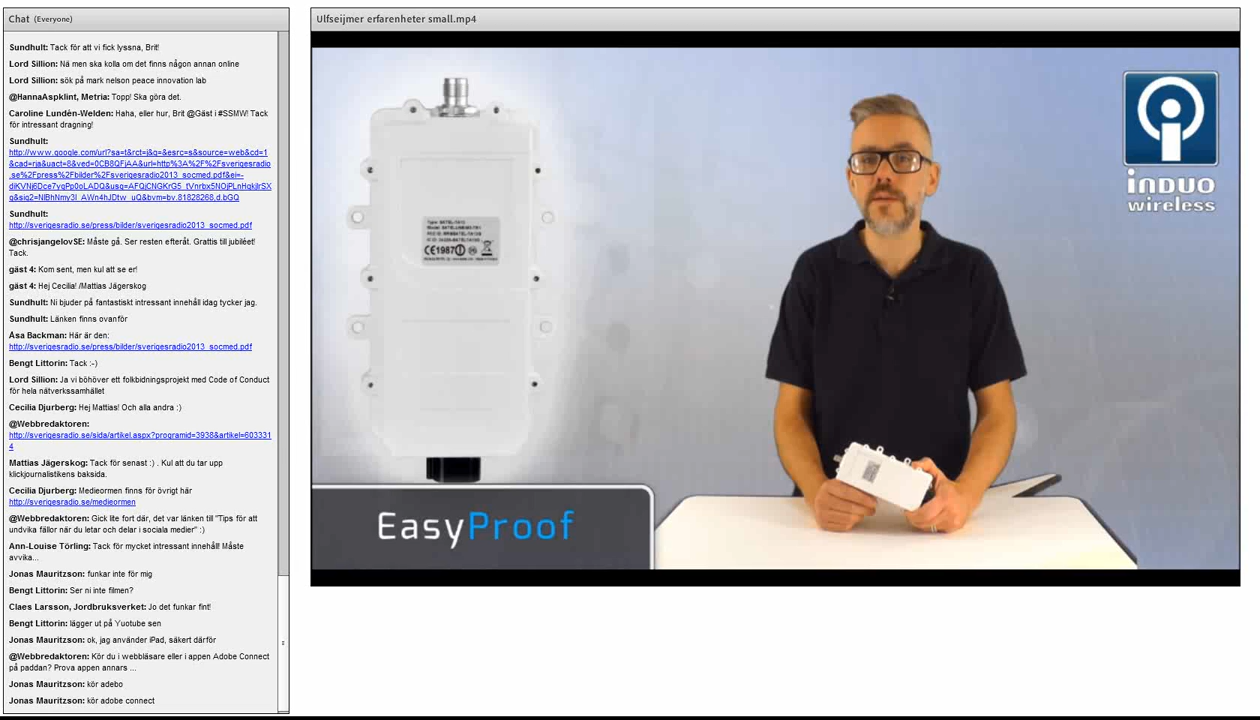 Chat (Everyone)
Sundhult: Tack för att vi fick lyssna, Brit!
Lord Sillion: Nä men ska kolla om det finns någon annan online
Lord Sillion: sök på mark nelson peace innovation lab
@HannaAspklint, Metria: Topp! Ska göra det.
Caroline Lundén-Welden: Haha, eller hur, Brit @Gäst i #SSMW! Tack
för intressant dragning!
Sundhult:
http://www.google.com/url?sa=t&rct=j&q=&esrc=s&source=web&cd=1
&cad=rja&uact=8&ved=0CB8QFjAA&url=http%3A%2F%2Fsverigesradio
.se%2Fpress%2Fbilder%2Fsverigesradio2013_socmed.pdf&ei=-
Sundhult:
http://sverigesradio.se/press/bilder/sverigesradio2013_socmed.pdf
@chrisjangelovSE: Måste gå. Ser resten efteråt. Grattis till jubiléet!
Tack.
gäst 4: Kom sent, men kul att se er!
gäst 4: Hej Cecilia! /Mattias Jägerskog
Sundhult: Ni bjuder på fantastiskt intressant innehåll idag tycker jag.
Sundhult: Länken finns ovanför
Åsa Backman: Här är den:
http://sverigesradio.se/press/bilder/sverigesradio2013_socmed.pdf
Bengt Littorin: Tack :-)
Lord Sillion: Ja vi böhöver ett folkbidningsprojekt med Code of Conduct
för hela nätverkssamhället
Cecilia Djurberg: Hej Mattias! Och alla andra :)
@Webbredaktoren:
http://sverigesradio.se/sida/artikel.aspx?programid=3938&artikel=603331
4
Mattias Jägerskog: Tack för senast :) . Kul att du tar upp
klickjournalistikens baksida.
Cecilia Djurberg: Medieormen finns för övrigt här
http://sverigesradio.se/medieormen
@Webbredaktoren: Gick lite fort där, det var länken till "Tips för att
undvika fällor när du letar och delar i sociala medier" :)
Ann-Louise Törling: Tack för mycket intressant innehåll! Måste
avvika...
Jonas Mauritzson: funkar inte för mig
Bengt Littorin: Ser ni inte filmen?
Claes Larsson, Jordbruksverket: Jo det funkar fint!
Bengt Littorin: lägger ut på Yuotube sen
Jonas Mauritzson: ok, jag använder iPad, säkert därför
@Webbredaktoren: Kör du i webbläsare eller i appen Adobe Connect
på paddan? Prova appen annars ...
Jonas Mauritzson: kör adebo
Jonas Mauritzson: kör adobe connect
Ulfseijmer erfarenheter small.mp4
CE1987
EasyProof
INDUO
wireless